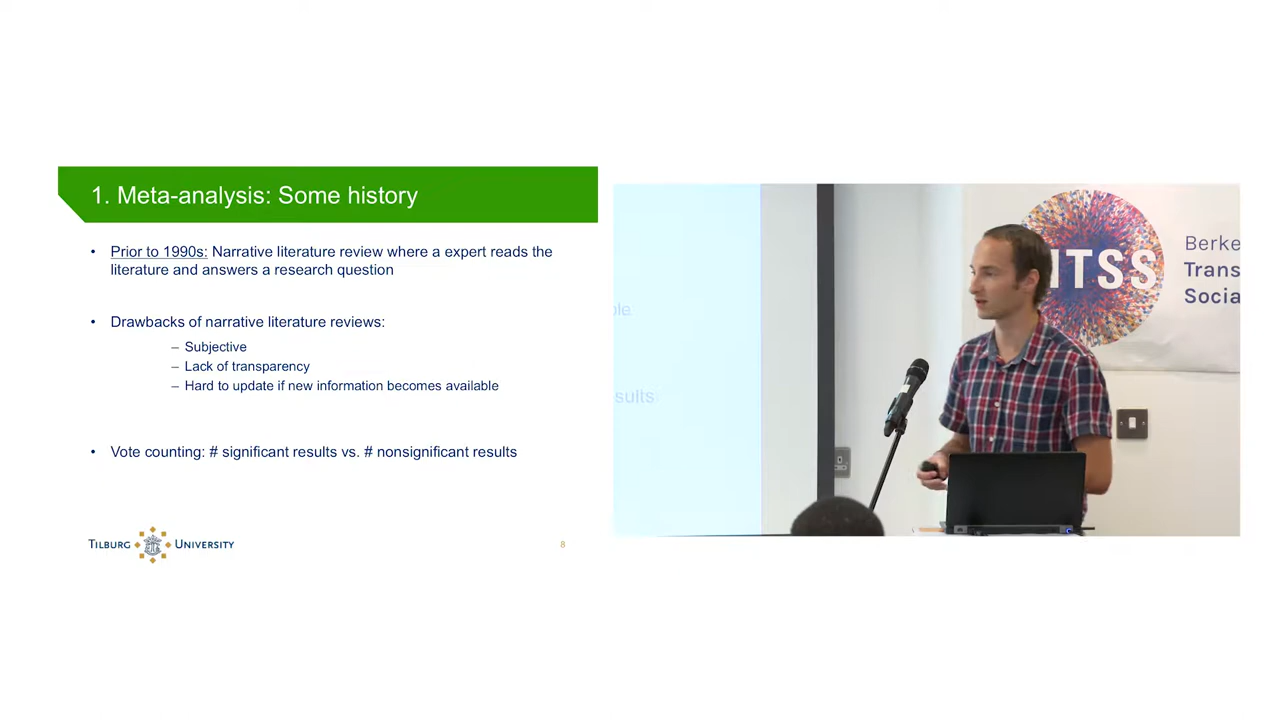 1. Meta-analysis: Some history
• Prior to 1990s: Narrative literature review where a expert reads the
literature and answers a research question
• Drawbacks of narrative literature reviews:
– Subjective
– Lack of transparency
– Hard to update if new information becomes available
• Vote counting: # significant results vs. # nonsignificant results
TILBURG UNIVERSITY
8
ITSS
Berke
Trans
Socia
ble
sults